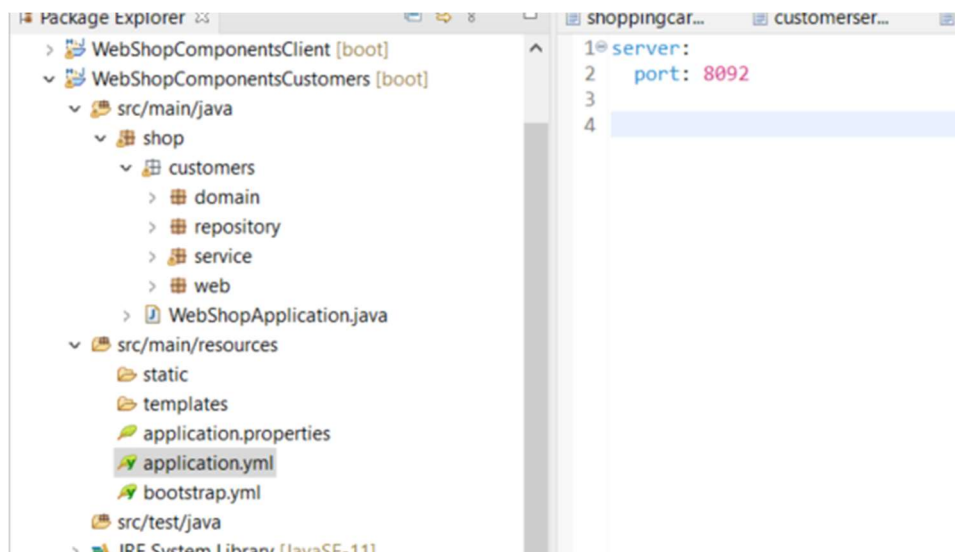 Package Explorer
WebShopComponentsClient [boot]
WebShopComponentsCustomers [boot]
src/main/java
shop
customers
domain
repository
service
web
WebShopApplication.java
src/main/resources
static
templates
application.properties
application.yml
bootstrap.yml
src/test/java
JRE System Library [JavaSE-11]
shoppingcar... customerser...
1 server:
2 port: 8092
3
4